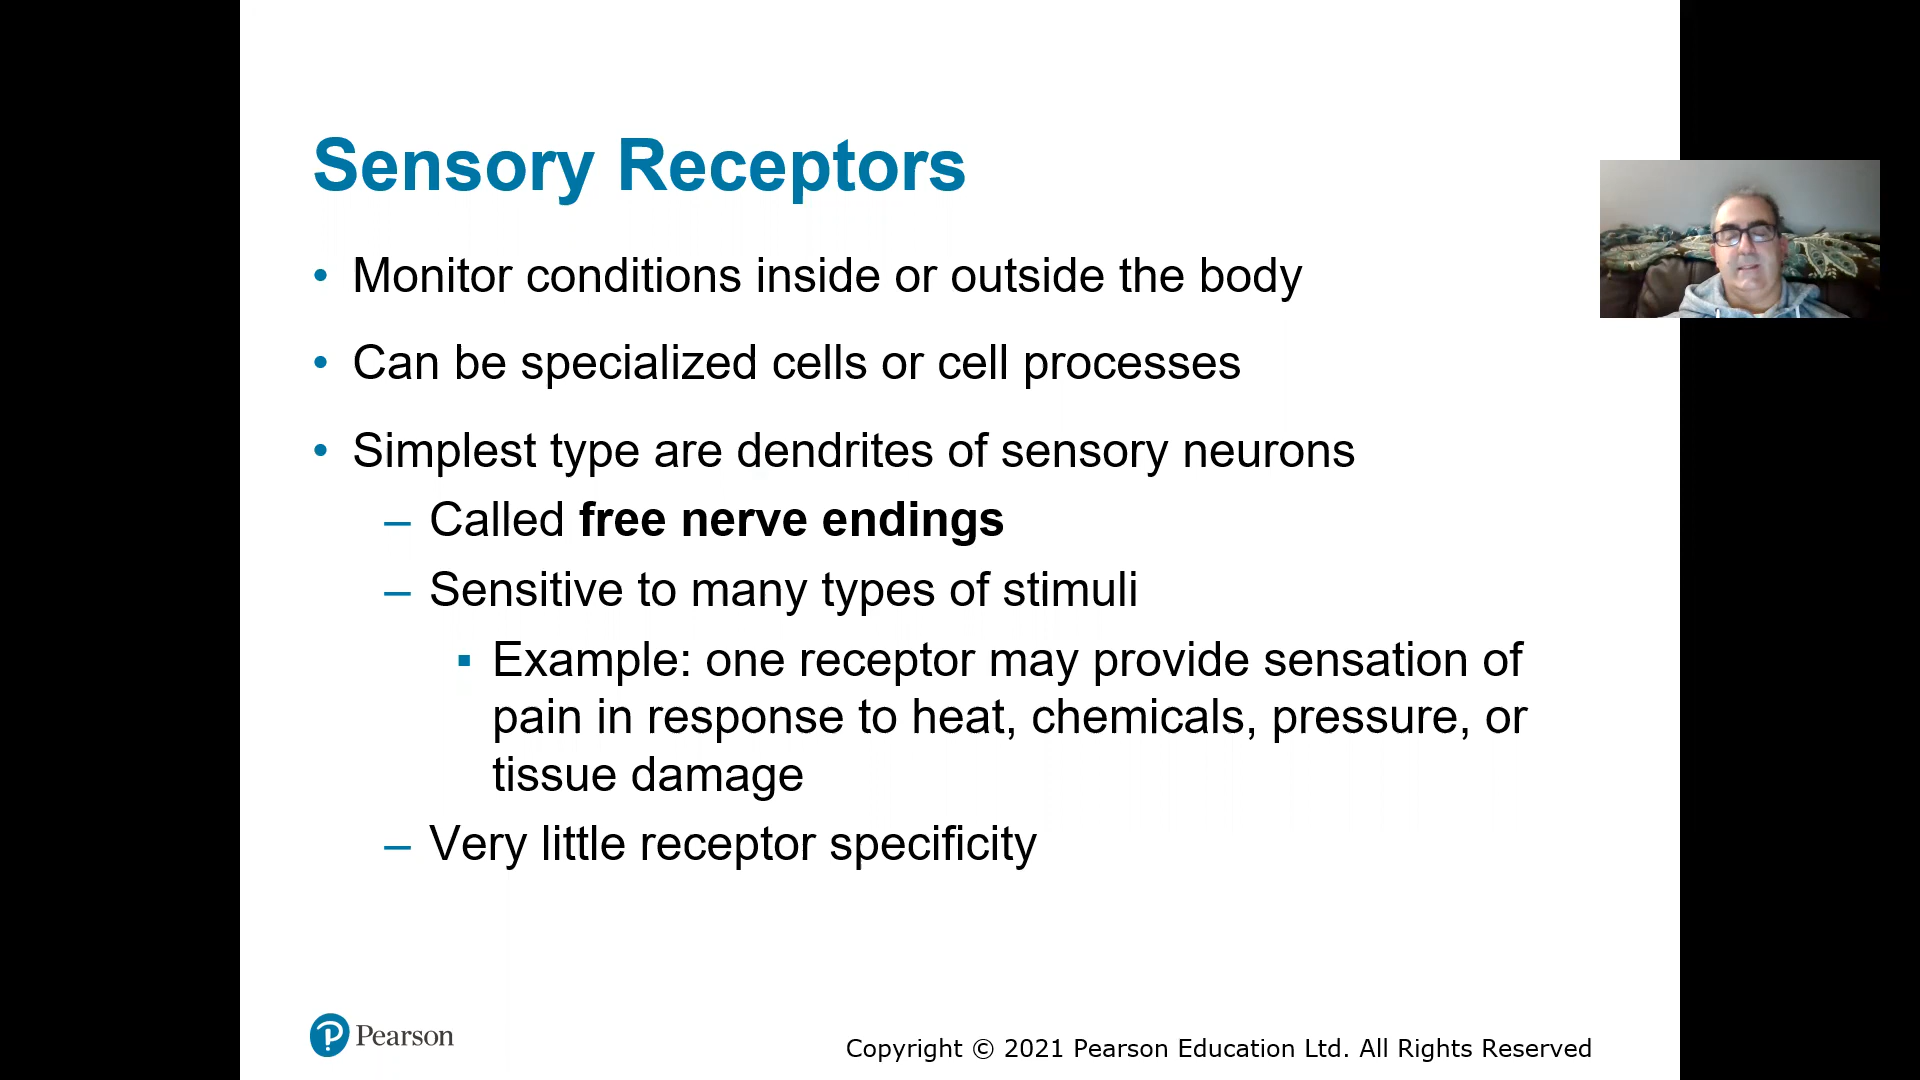 Sensory Receptors
• Monitor conditions inside or outside the body
• Can be specialized cells or cell processes
• Simplest type are dendrites of sensory neurons
– Called free nerve endings
– Sensitive to many types of stimuli
▪ Example: one receptor may provide sensation of
pain in response to heat, chemicals, pressure, or
tissue damage
– Very little receptor specificity
Pearson
Copyright © 2021 Pearson Education Ltd. All Rights Reserved